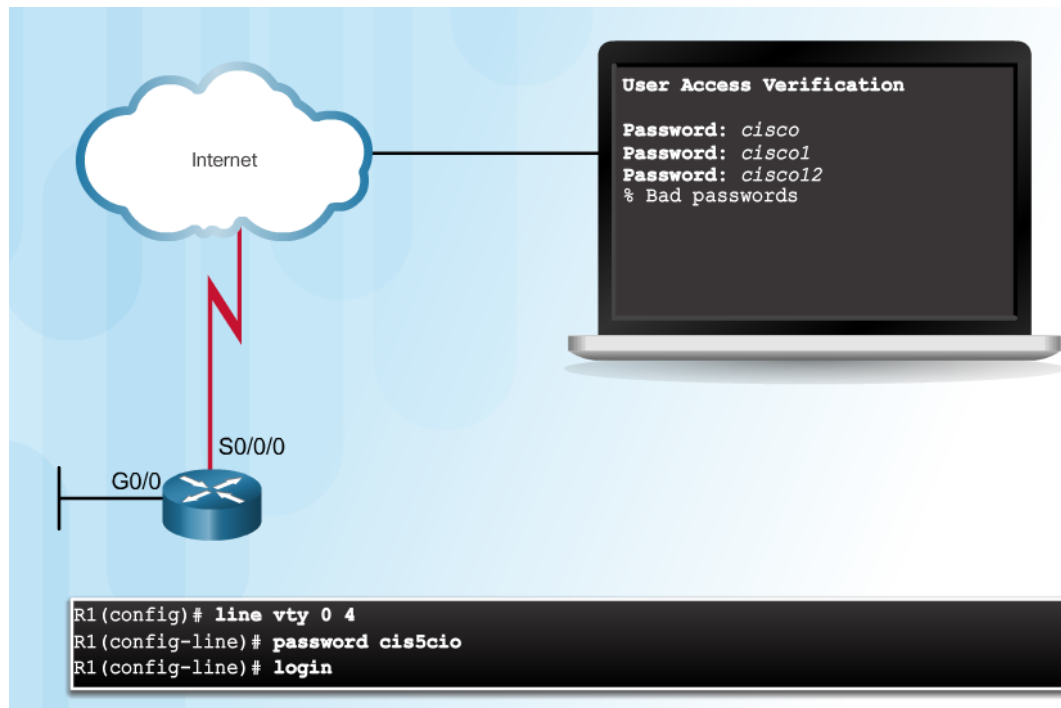 User Access Verification
Password: cisco
Password: cisco1
Password: cisco12
% Bad passwords
Internet
S0/0/0
G0/0
R1(config)# line vty 0 4
R1(config-line)# password cis5cio
R1(config-line)# login